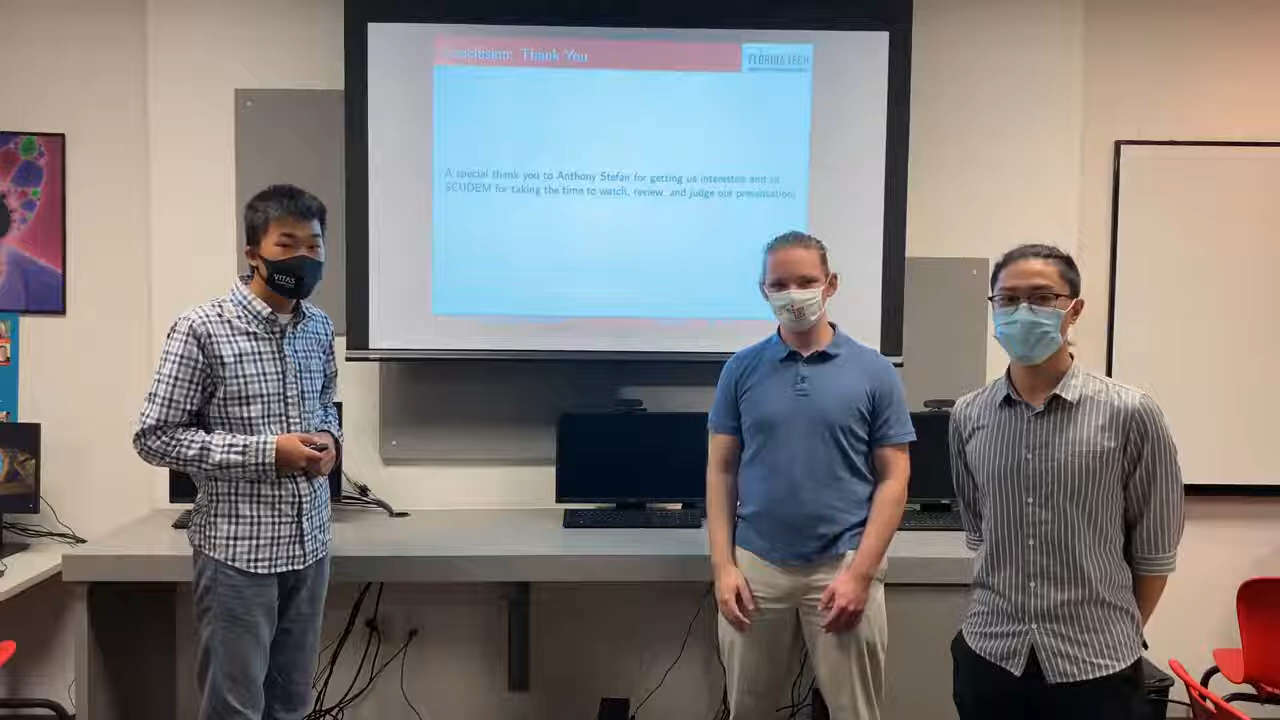 Conclusion: Thank You
FLORIDA TECH
A special thank you to Anthony Stefan for getting us interested and to
SCUDEM for taking the time to watch, review, and judge our presentation.
VITAS